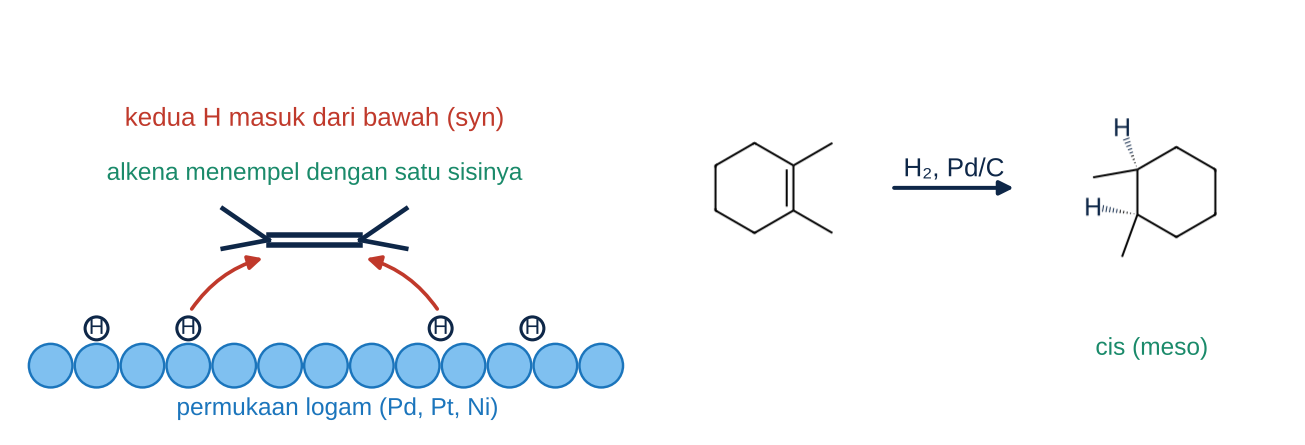 kedua H masuk dari bawah (syn)
alkena menempel dengan satu sisinya
H H H H
permukaan logam (Pd, Pt, Ni)
H₂, Pd/C
H
H
cis (meso)